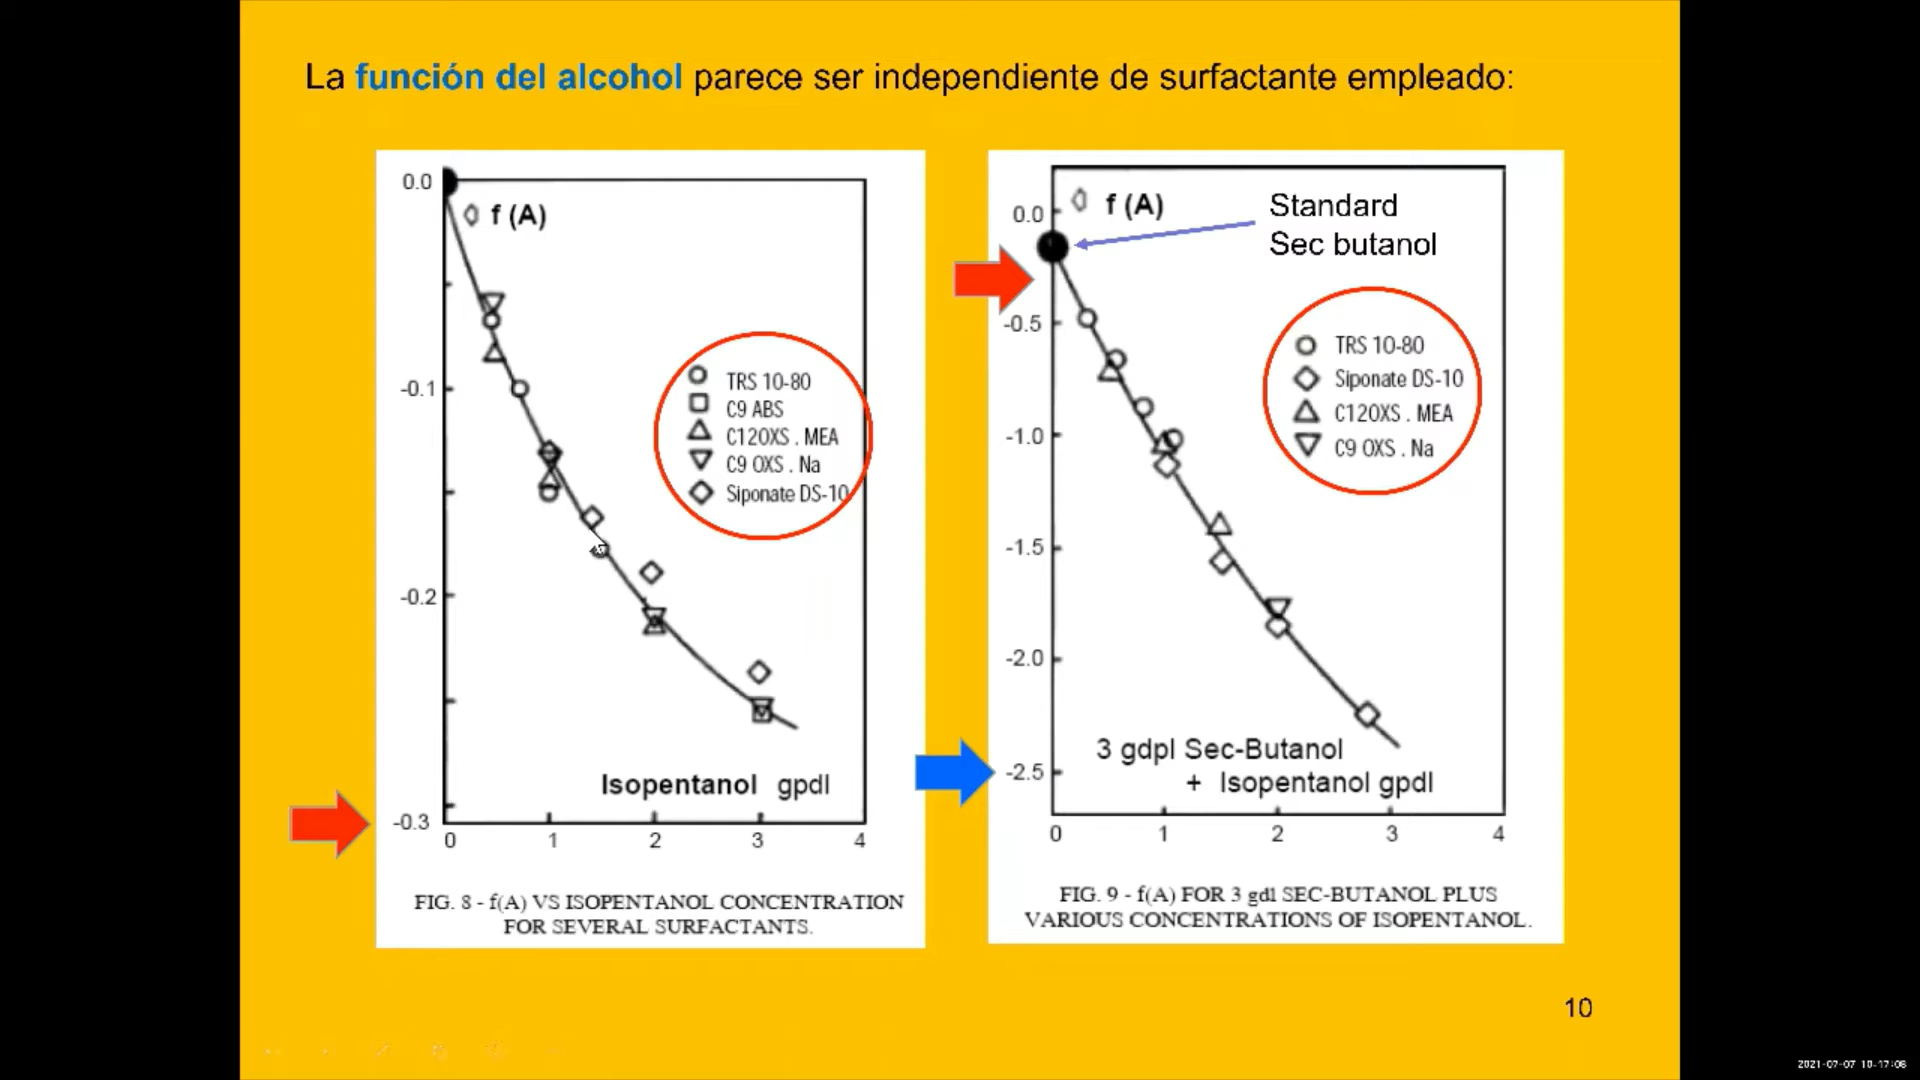 La función del alcohol parece ser independiente de surfactante empleado:
0.0
f (A)
-0.1
-0.2
-0.3
TRS 10-80
C9 ABS
C12OXS . MEA
C9 OXS . Na
Siponate DS-10
Isopentanol gpdl
0 1 2 3 4
FIG. 8 - f(A) VS ISOPENTANOL CONCENTRATION
FOR SEVERAL SURFACTANTS.
0.0
f (A)
Standard
Sec butanol
-0.5
-1.0
-1.5
-2.0
-2.5
TRS 10-80
Siponate DS-10
C12OXS . MEA
C9 OXS . Na
3 gdpl Sec-Butanol
+ Isopentanol gpdl
0 1 2 3 4
FIG. 9 - f(A) FOR 3 gdl SEC-BUTANOL PLUS
VARIOUS CONCENTRATIONS OF ISOPENTANOL.
10
2021-07-07 10:17:08